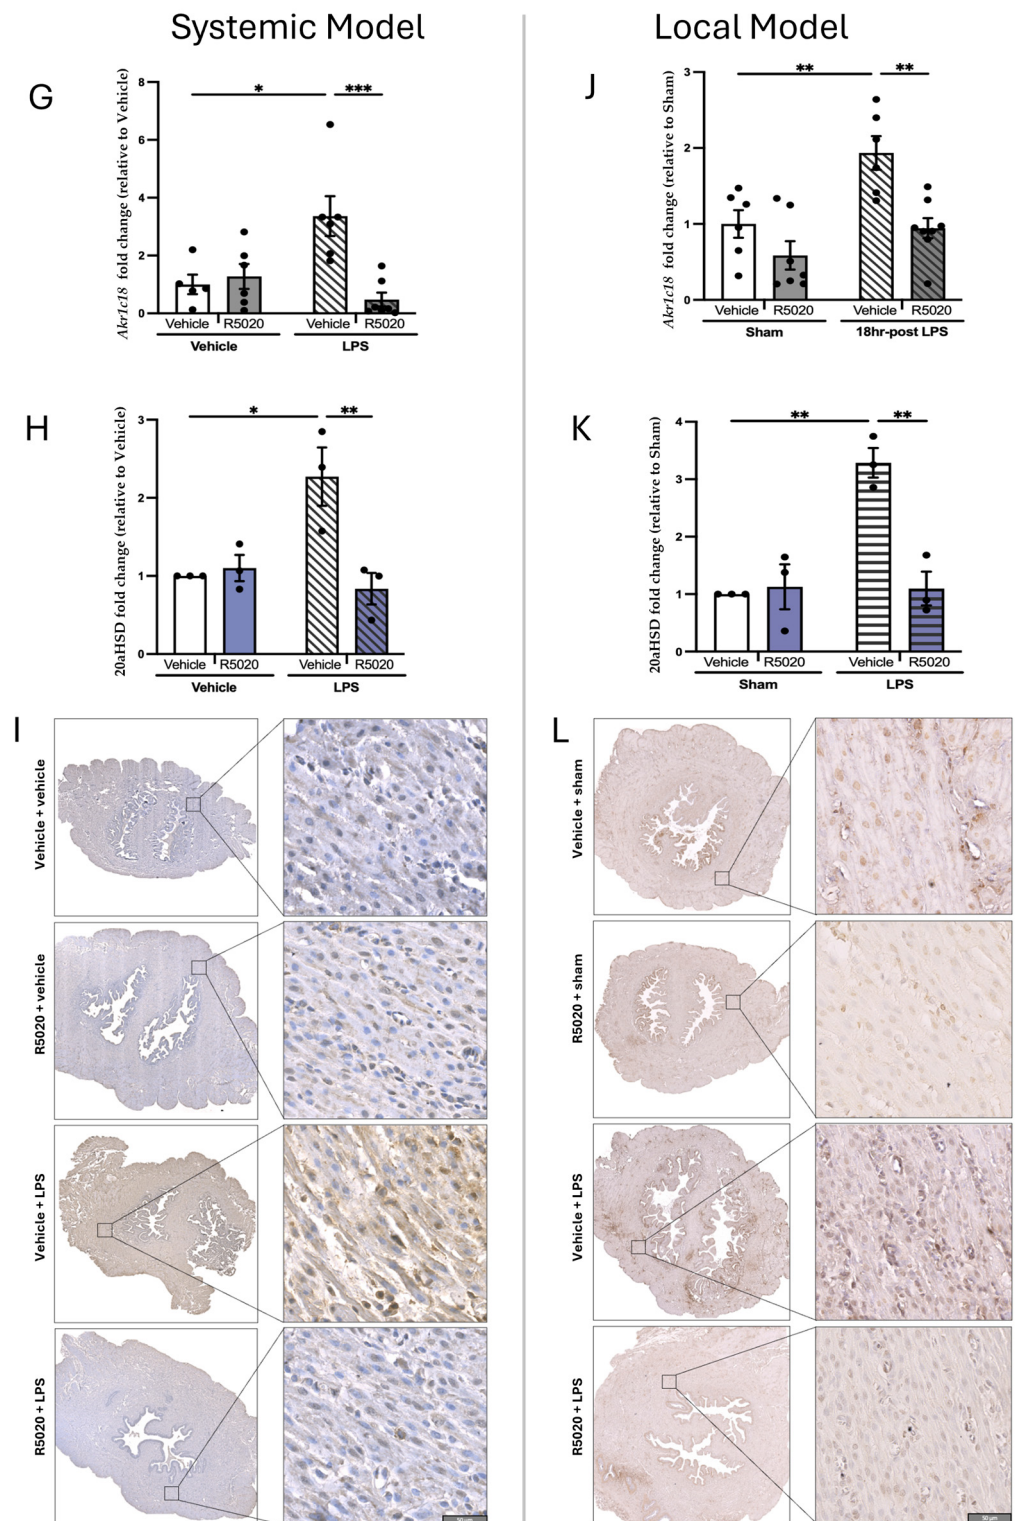 Systemic Model
Local Model
G
Akr1c18 fold change (relative to Vehicle)
8
6
4
2
0
*
***
Vehicle
R5020
Vehicle
R5020
Vehicle
LPS
J
Akr1c18 fold change (relative to Sham)
3
2
1
0
**
**
Vehicle
R5020
Vehicle
R5020
Sham
18hr-post LPS
H
20aHSD fold change (relative to Vehicle)
3
2
1
0
*
**
Vehicle
R5020
Vehicle
R5020
Vehicle
LPS
K
20aHSD fold change (relative to Sham)
4
3
2
1
0
**
**
Vehicle
R5020
Vehicle
R5020
Sham
LPS
I
Vehicle + vehicle
R5020 + vehicle
Vehicle + LPS
R5020 + LPS
L
Vehicle + sham
R5020 + sham
Vehicle + LPS
R5020 + LPS
50 μm